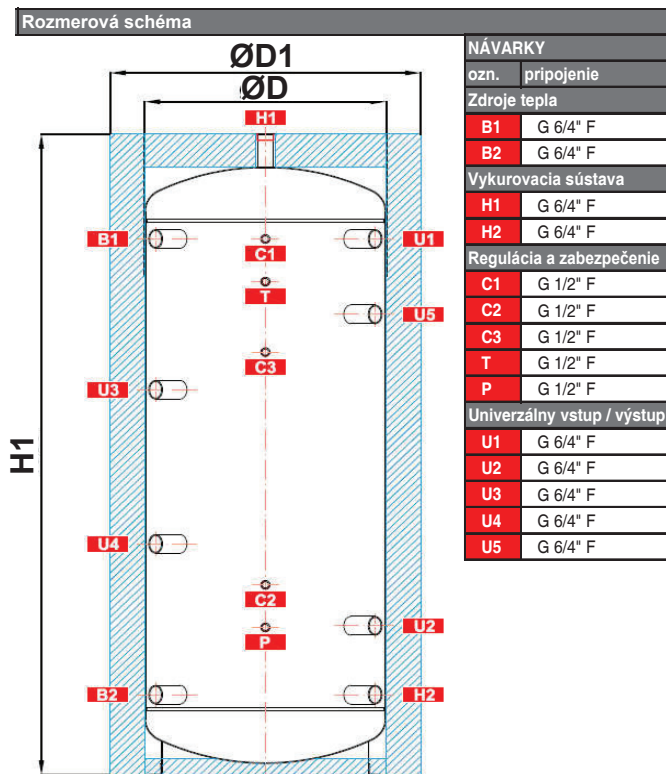 Rozmerová schéma
ØD1
ØD
H1
B1
C1
U1
T
U5
C3
U3
H1
U4
C2
U2
P
B2
H2
NÁVARKY
ozn. pripojenie
Zdroje tepla
B1 G 6/4" F
B2 G 6/4" F
Vykurovacia sústava
H1 G 6/4" F
H2 G 6/4" F
Regulácia a zabezpečenie
C1 G 1/2" F
C2 G 1/2" F
C3 G 1/2" F
T G 1/2" F
P G 1/2" F
Univerzálny vstup / výstup
U1 G 6/4" F
U2 G 6/4" F
U3 G 6/4" F
U4 G 6/4" F
U5 G 6/4" F